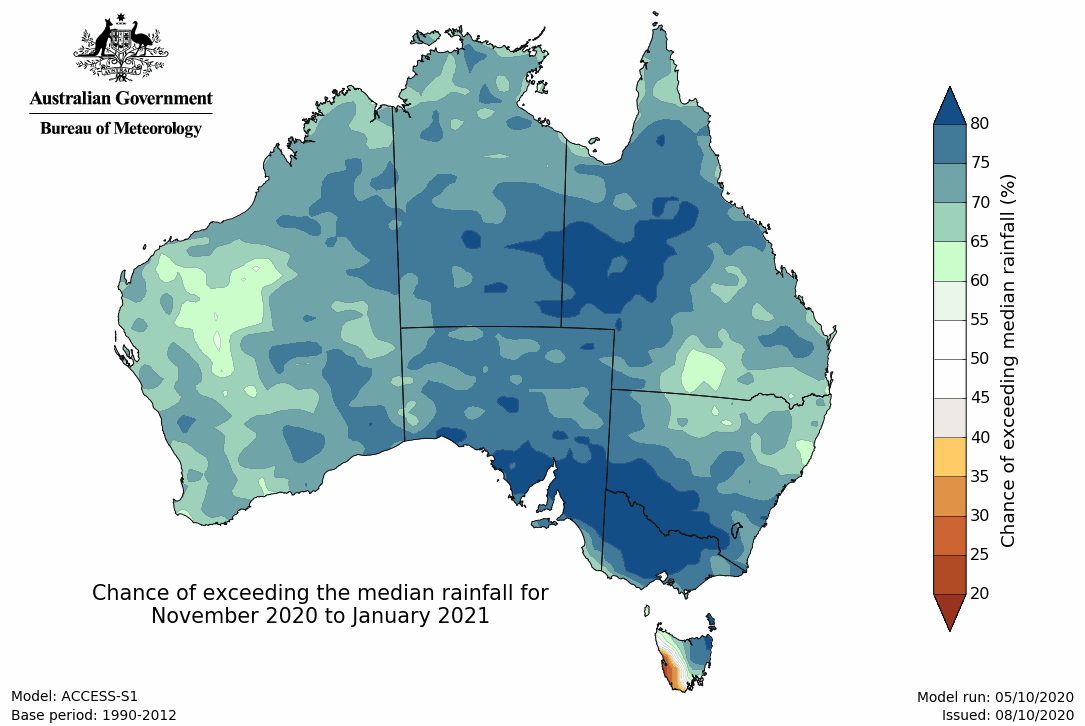 AUSTRALIA
Australian Government
Bureau of Meteorology
80
75
70
65
60
55
50
45
40
35
30
25
20
Chance of exceeding median rainfall (%)
Chance of exceeding the median rainfall for
November 2020 to January 2021
Model: ACCESS-S1
Base period: 1990-2012
Model run: 05/10/2020
Issued: 08/10/2020